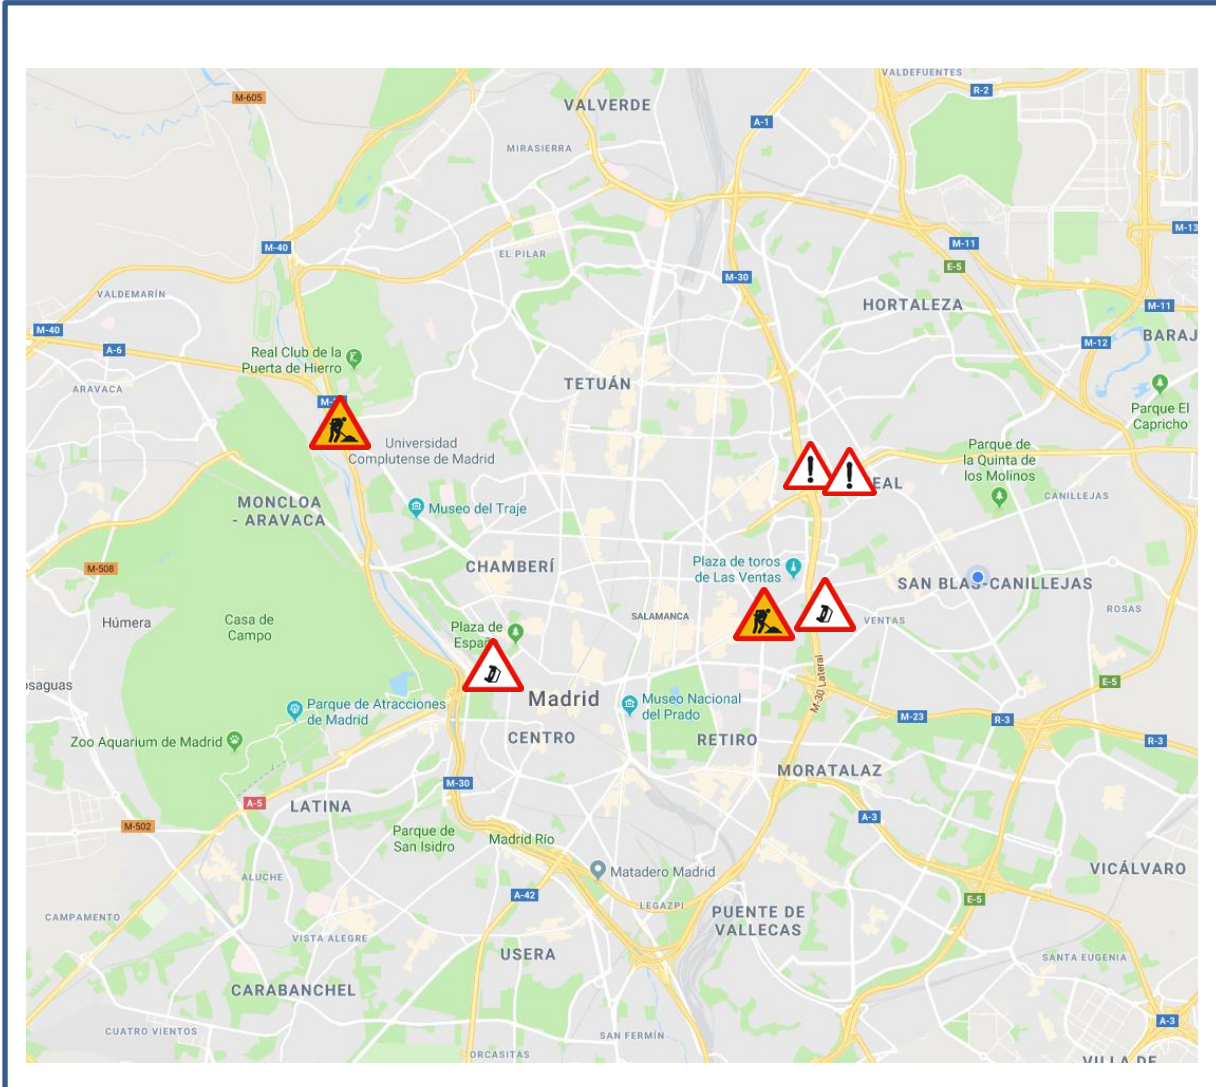 VALDEFUENTES
M-605
R-2
VALVERDE
A-1
MIRASIERRA
M-13
M-40
M-11
EL PILAR
E-5
M-30
VALDEMARÍN
HORTALEZA
M-11
M-40
A-6
M-12
BARAJ
Real Club de la
Puerta de Hierro
TETUÁN
ARAVACA
Parque El
Capricho
Universidad
Complutense de Madrid
Parque de
la Quinta de
los Molinos
EAL
CANILLEJAS
MONCLOA
- ARAVACA
Museo del Traje
M-508
CHAMBERÍ
Plaza de toros
de Las Ventas
SAN BLAS-CANILLEJAS
ROSAS
Húmera
Casa de
Campo
SALAMANCA
VENTAS
Plaza de
osaguas
M-30 Lateral
E-5
Parque de Atracciones
de Madrid
Madrid
Museo Nacional
del Prado
M-23
R-3
R-3
Zoo Aquarium de Madrid
CENTRO
RETIRO
MORATALAZ
M-30
A-5
LATINA
M-502
Parque de
San Isidro
Madrid Río
A-3
ALUCHE
Matadero Madrid
VICÁLVARO
A-42
LEGAZPI
E-5
CAMPAMENTO
PUENTE DE
VALLECAS
VISTA ALEGRE
USERA
SANTA EUGENIA
CARABANCHEL
CUATRO VIENTOS
SAN FERMÍN
A-3
ORCASITAS
VILLA DE